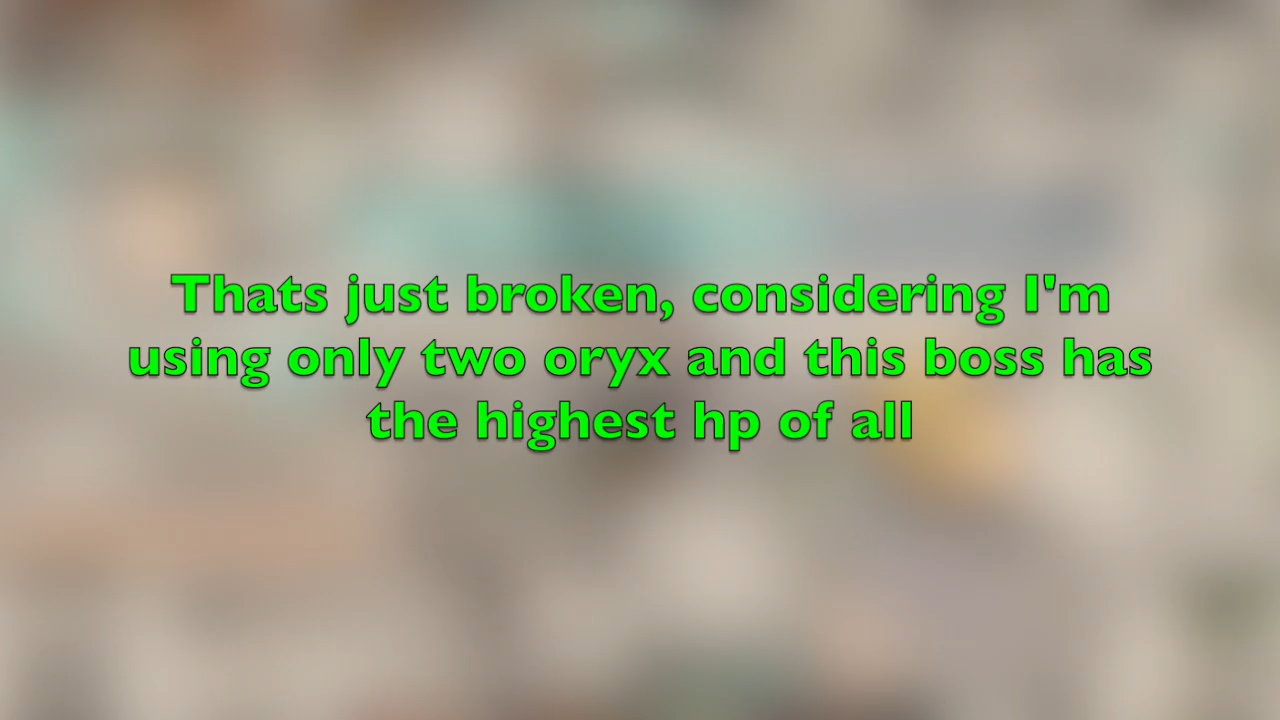 Thats just broken, considering I'm
using only two oryx and this boss has
the highest hp of all